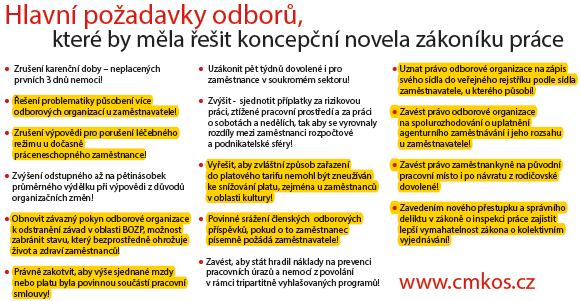 Hlavní požadavky odborů,
které by měla řešit koncepční novela zákoníku práce
• Zrušení karenční doby – neplacených
prvních 3 dnů nemoci!
• Řešení problematiky působení více
odborových organizací u zaměstnavatele!
• Zrušení výpovědi pro porušení léčebného
režimu u dočasně
práceneschopného zaměstnance!
• Zvýšení odstupného až na pětinásobek
průměrného výdělku při výpovědi z důvodů
organizačních změn!
• Obnovit závazný pokyn odborové organizace
k odstranění závad v oblasti BOZP, možnost
zabránit stavu, který bezprostředně ohrožuje
život a zdraví zaměstnanců!
• Právně zakotvit, aby výše sjednané mzdy
nebo platu byla povinnou součástí pracovní
smlouvy!
• Uzákonit pět týdnů dovolené i pro
zaměstnance v soukromém sektoru!
• Zvýšit - sjednotit příplatky za rizikovou
práci, ztížené pracovní prostředí a za práci
o sobotách a nedělích, tak aby se vyrovnaly
rozdíly mezi zaměstnanci rozpočtové
a podnikatelské sféry!
• Vyřešit, aby zvláštní způsob zařazení
do platového tarifu nemohl být zneužíván
ke snižování platu, zejména u zaměstnanců
v oblasti kultury!
• Povinné srážení členských odborových
příspěvků, pokud o to zaměstnanec
písemně požádá zaměstnavatele!
• Zavést, aby stát hradil náklady na prevenci
pracovních úrazů a nemocí z povolání
v rámci tripartitně vyhlašovaných programů!
• Uznat právo odborové organizace na zápis
svého sídla do veřejného rejstříku podle sídla
zaměstnavatele, u kterého působí!
• Zavést právo odborové organizace
na spolurozhodování o uplatnění
agenturního zaměstnávání i jeho rozsahu
u zaměstnavatele!
• Zavést právo zaměstnankyně na původní
pracovní místo i po návratu z rodičovské
dovolené!
• Zavedením nového přestupku a správního
deliktu v zákoně o inspekci práce zajistit
lepší vymahatelnost zákona o kolektivním
vyjednávání!
www.cmkos.cz